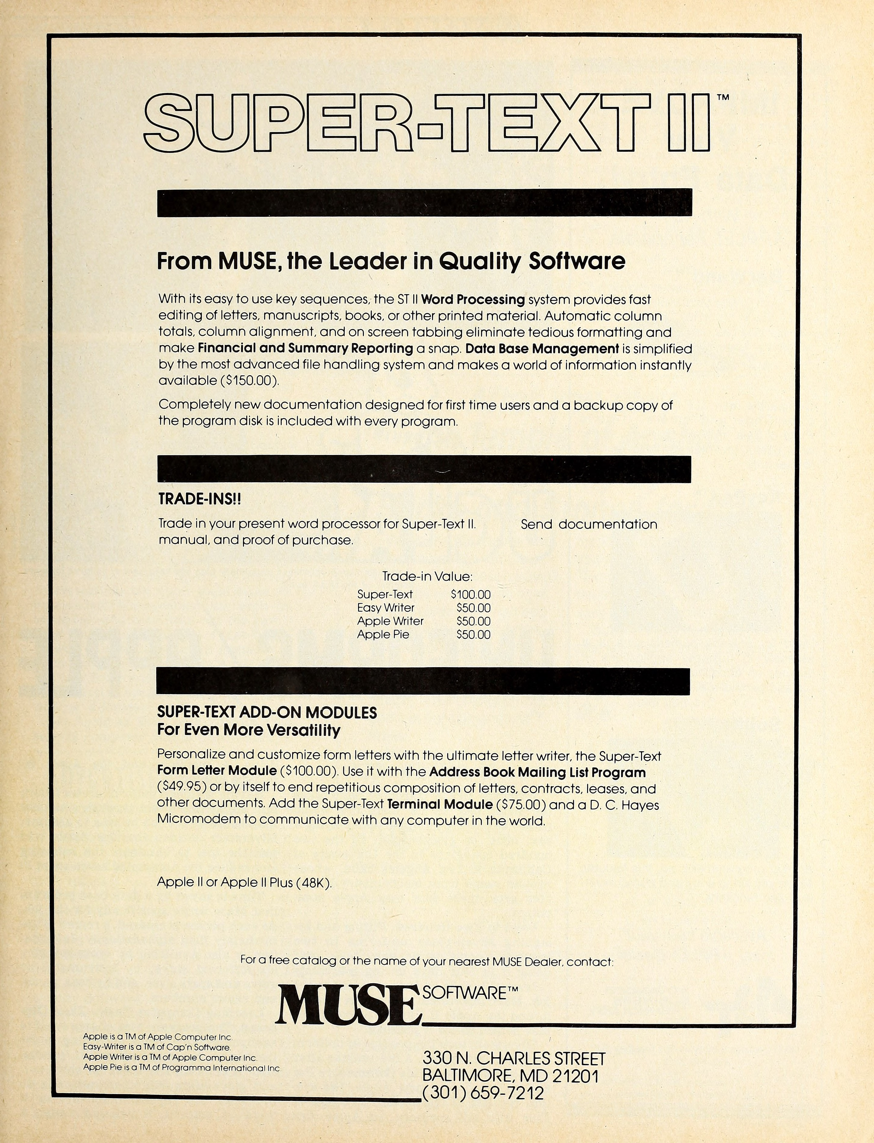 SUPER-TEXT II™
From MUSE, the Leader in Quality Software
With its easy to use key sequences, the ST II Word Processing system provides fast
editing of letters, manuscripts, books, or other printed material. Automatic column
totals, column alignment, and on screen tabbing eliminate tedious formatting and
make Financial and Summary Reporting a snap. Data Base Management is simplified
by the most advanced file handling system and makes a world of information instantly
available ($150.00).
Completely new documentation designed for first time users and a backup copy of
the program disk is included with every program.
TRADE-INS!!
Trade in your present word processor for Super-Text II. Send documentation
manual, and proof of purchase.
Trade-in Value:
Super-Text $100.00
Easy Writer $50.00
Apple Writer $50.00
Apple Pie $50.00
SUPER-TEXT ADD-ON MODULES
For Even More Versatility
Personalize and customize form letters with the ultimate letter writer, the Super-Text
Form Letter Module ($100.00). Use it with the Address Book Mailing List Program
($49.95) or by itself to end repetitious composition of letters, contracts, leases, and
other documents. Add the Super-Text Terminal Module ($75.00) and a D. C. Hayes
Micromodem to communicate with any computer in the world.
Apple II or Apple II Plus (48K).
For a free catalog or the name of your nearest MUSE Dealer, contact:
MUSE SOFTWARE™
Apple is a TM of Apple Computer Inc.
Easy-Writer is a TM of Cap'n Software.
Apple Writer is a TM of Apple Computer Inc.
Apple Pie is a TM of Programma International Inc.
330 N. CHARLES STREET
BALTIMORE, MD 21201
(301) 659-7212